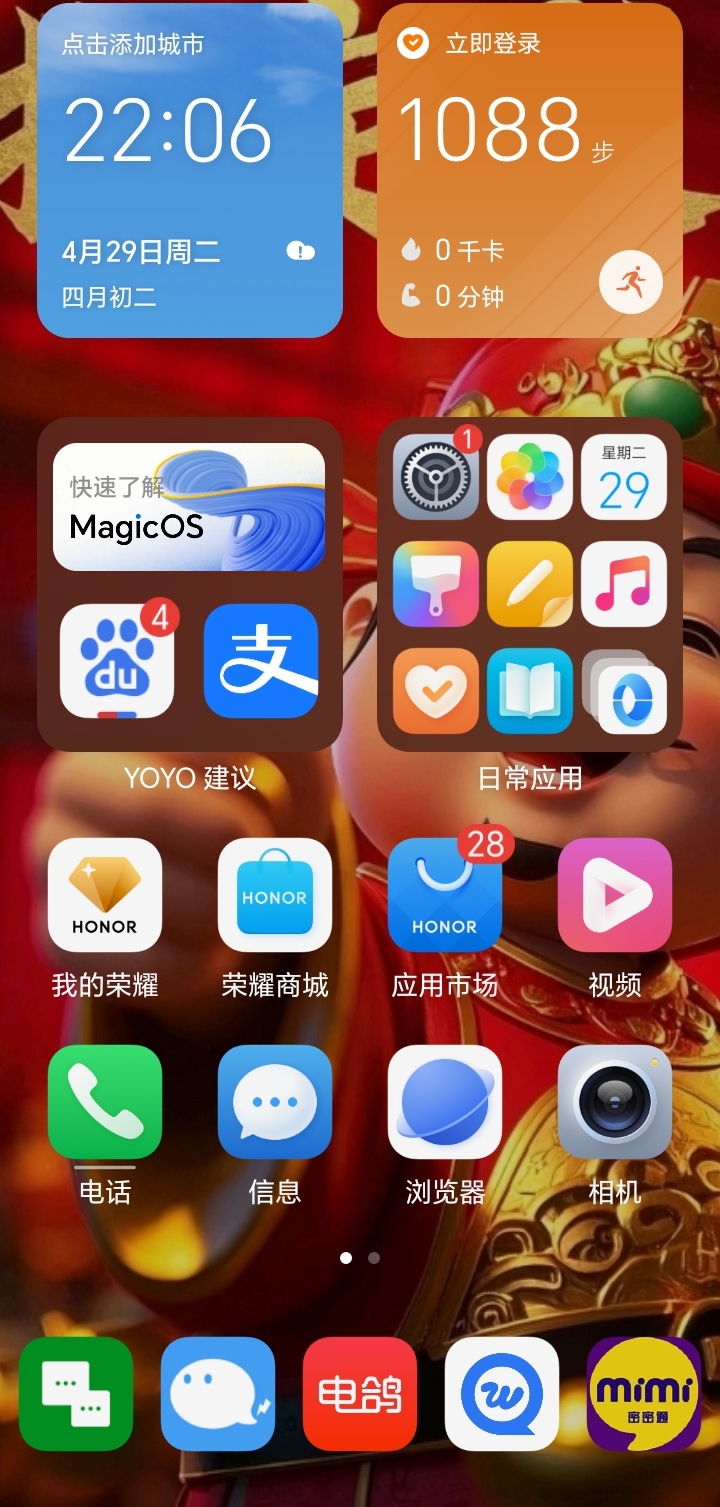 点击添加城市
22:06
4月29日周二
四月初二
立即登录
1088 步
0 千卡
0 分钟
快速了解
MagicOS
4
du
支
YOYO 建议
1
星期二
29
日常应用
HONOR
我的荣耀
HONOR
荣耀商城
28
HONOR
应用市场
视频
电话
信息
浏览器
相机
电鸽
w
mimi
密密通